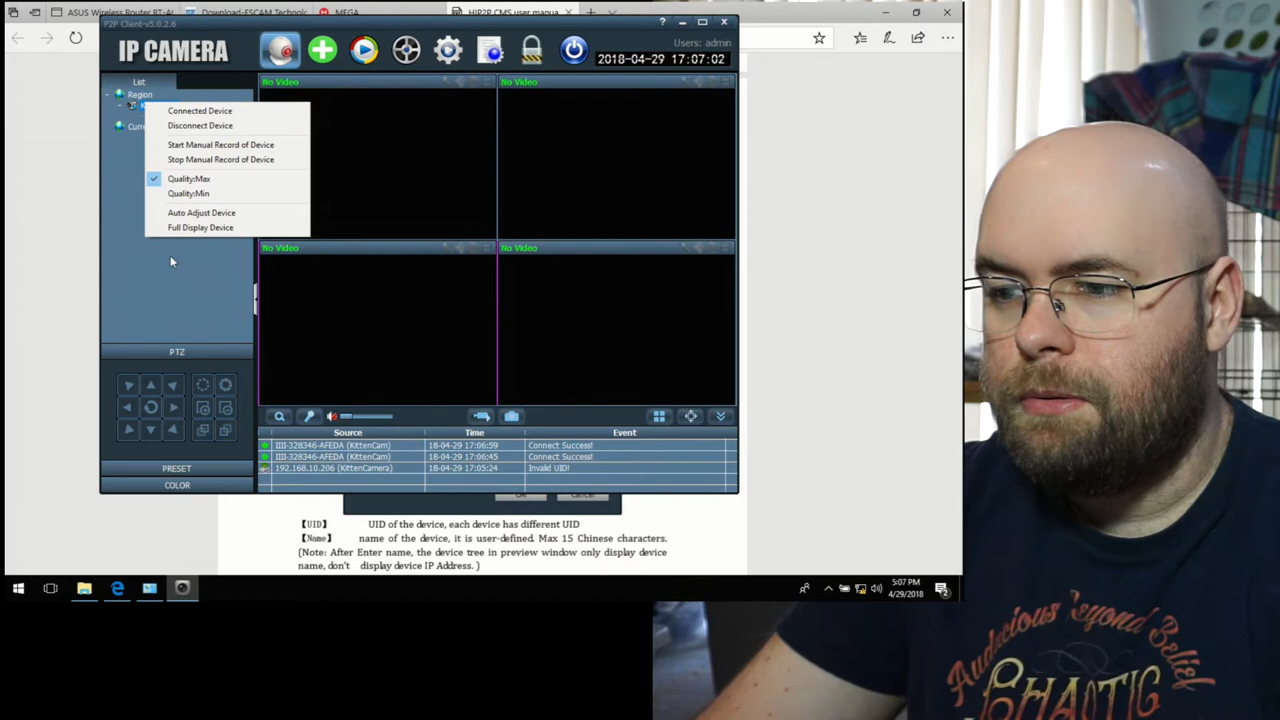 ASUS Wireless Router RT-A
Download-ESCAM Technolo
MEGA
HIP2P CMS user manua
P2P Client-v5.0.2.6
IP CAMERA
Users: admin
2018-04-29 17:07:02
List
Region
Connected Device
Disconnect Device
Start Manual Record of Device
Stop Manual Record of Device
Quality:Max
Quality:Min
Auto Adjust Device
Full Display Device
No Video
No Video
No Video
No Video
PTZ
PRESET
COLOR
Source Time Event
IIII-328346-AFEDA (KittenCam) 18-04-29 17:06:59 Connect Success!
IIII-328346-AFEDA (KittenCam) 18-04-29 17:06:45 Connect Success!
192.168.10.206 (KittenCamera) 18-04-29 17:05:24 Invalid UID!
【UID】 UID of the device, each device has different UID
【Name】 name of the device, it is user-defined. Max 15 Chinese characters.
(Note: After Enter name, the device tree in preview window only display device
name, don't display device IP Address. )
5:07 PM
4/29/2018
Audacious Beyond Belief
CHAOTIC